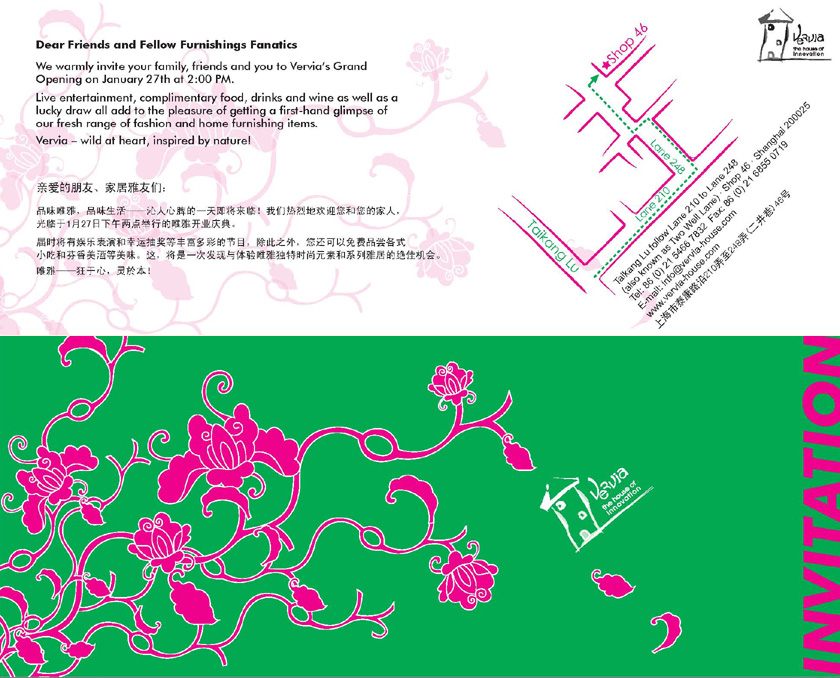 Dear Friends and Fellow Furnishings Fanatics
We warmly invite your family, friends and you to Vervia's Grand
Opening on January 27th at 2:00 PM.
Live entertainment, complimentary food, drinks and wine as well as a
lucky draw all add to the pleasure of getting a first-hand glimpse of
our fresh range of fashion and home furnishing items.
Vervia – wild at heart, inspired by nature!
亲爱的朋友、家居雅友们：
品味唯雅，品味生活——沁人心腑的一天即将来临！我们热烈地欢迎您和您的家人，
光临于1月27日下午两点举行的唯雅开业庆典。
届时将有娱乐表演和幸运抽奖等丰富多彩的节目，除此之外，您还可以免费品尝各式
小吃和芬香美酒等美味。这，将是一次发现与体验唯雅独特时尚元素和系列雅居的绝佳机会。
唯雅——狂于心，灵於本！
Vervia
the house of
innovation
Shop 46
Lane 248
Lane 210
Taikang Lu
Taikang Lu follow Lane 210 to Lane 248
(also known as Two Well Lane) · Shop 46 · Shanghai 200025
Tel: 86 (0) 21 5466 7832 Fax: 86 (0) 21 6855 0719
E-mail: info@vervia-house.com
www.vervia-house.com
上海市泰康路沿210弄至248弄(二井巷)46号
Vervia
the house of
innovation
INVITATION